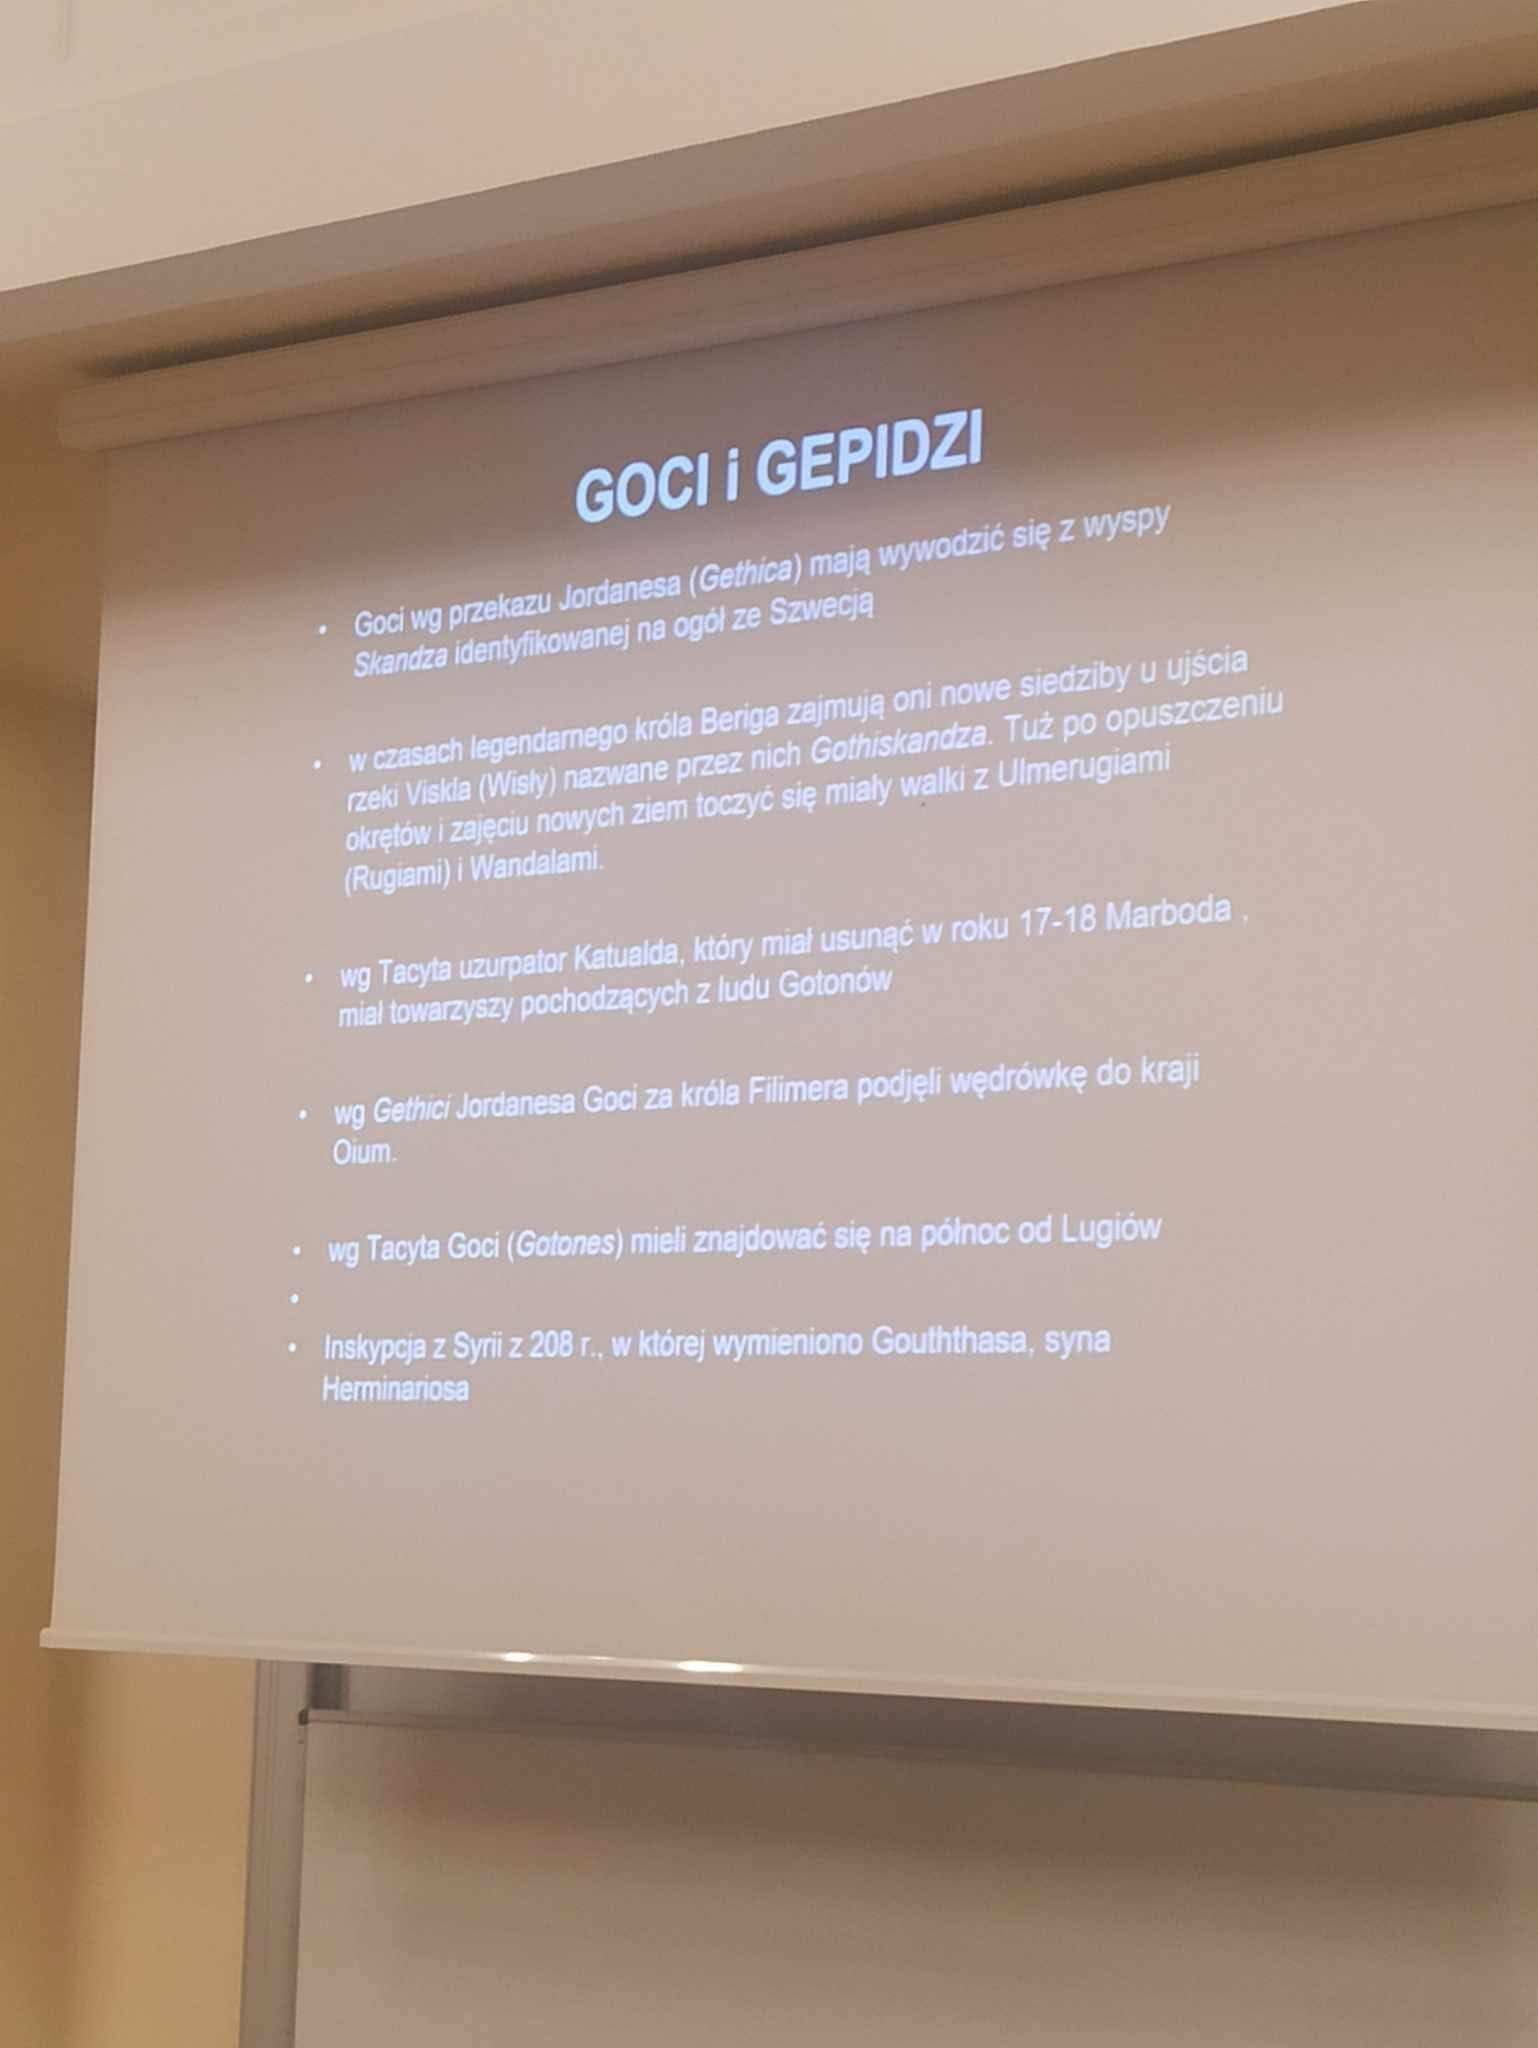 GOCI i GEPIDZI
• Goci wg przekazu Jordanesa (Gethica) mają wywodzić się z wyspy
Skandza identyfikowanej na ogół ze Szwecją
• w czasach legendarnego króla Beriga zajmują oni nowe siedziby u ujścia
rzeki Viskla (Wisły) nazwane przez nich Gothiskandza. Tuż po opuszczeniu
okrętów i zajęciu nowych ziem toczyć się miały walki z Ulmerugiami
(Rugiami) i Wandalami.
• wg Tacyta uzurpator Katualda, który miał usunąć w roku 17-18 Marboda ,
miał towarzyszy pochodzących z ludu Gotonów
• wg Gethici Jordanesa Goci za króla Filimera podjęli wędrówkę do kraji
Oium.
• wg Tacyta Goci (Gotones) mieli znajdować się na północ od Lugiów
•
• Inskypcja z Syrii z 208 r., w której wymieniono Gouththasa, syna
Herminariosa